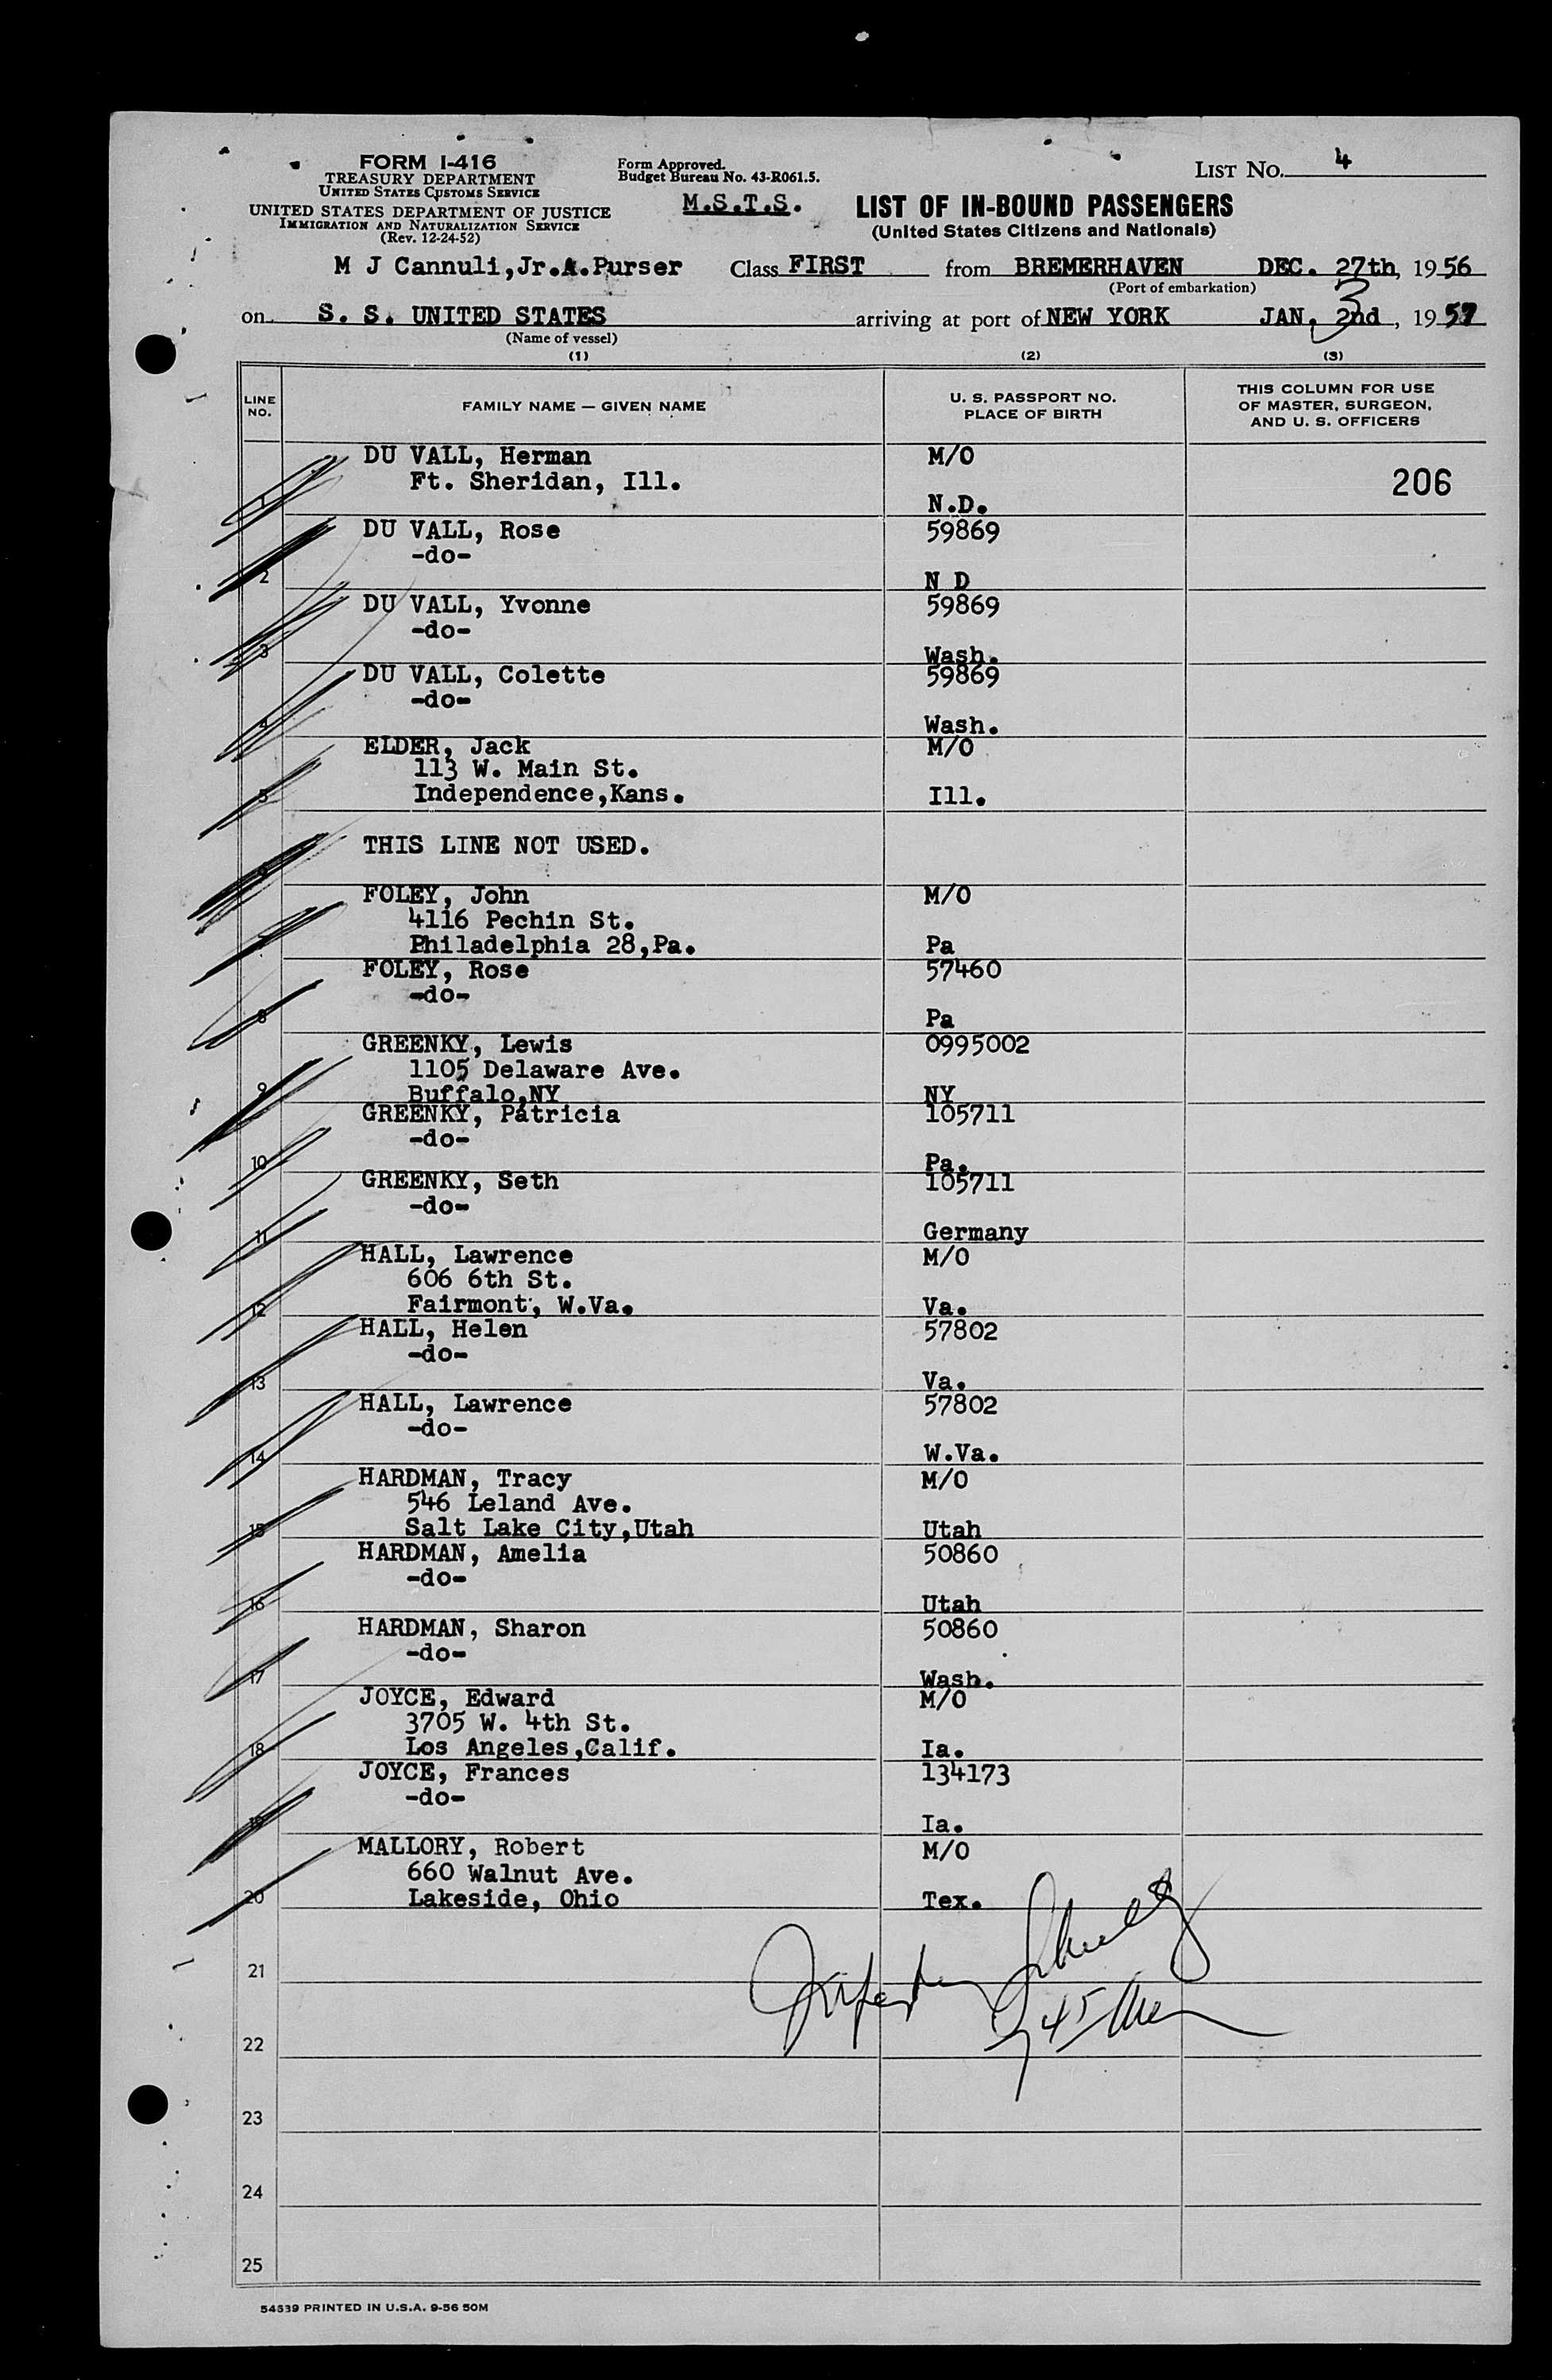 FORM I-416
TREASURY DEPARTMENT
UNITED STATES CUSTOMS SERVICE
UNITED STATES DEPARTMENT OF JUSTICE
IMMIGRATION AND NATURALIZATION SERVICE
(Rev. 12-24-52)
Form Approved.
Budget Bureau No. 43-R061.5.
M.S.T.S.
LIST NO. 4
LIST OF IN-BOUND PASSENGERS
(United States Citizens and Nationals)
M J Cannuli,Jr.A.Purser Class FIRST from BREMERHAVEN DEC. 27th, 1956
(Port of embarkation)
on S. S. UNITED STATES arriving at port of NEW YORK JAN. 2nd 3, 1957
(Name of vessel)
(1) (2) (3)
LINE NO.
FAMILY NAME — GIVEN NAME
U. S. PASSPORT NO.
PLACE OF BIRTH
THIS COLUMN FOR USE
OF MASTER, SURGEON,
AND U. S. OFFICERS
DU VALL, Herman M/O
Ft. Sheridan, Ill. 206
1 N.D.
DU VALL, Rose 59869
-do-
2 N D
DU VALL, Yvonne 59869
-do-
3 Wash.
DU VALL, Colette 59869
-do-
4 Wash.
ELDER, Jack M/O
113 W. Main St.
5 Independence,Kans. Ill.
THIS LINE NOT USED.
6
FOLEY, John M/O
4116 Pechin St.
7 Philadelphia 28,Pa. Pa
FOLEY, Rose 57460
-do-
8 Pa
GREENKY, Lewis 0995002
1105 Delaware Ave.
9 Buffalo,NY NY
GREENKY, Patricia 105711
-do-
10 Pa.
GREENKY, Seth 105711
-do-
11 Germany
HALL, Lawrence M/O
606 6th St.
12 Fairmont, W.Va. Va.
HALL, Helen 57802
-do-
13 Va.
HALL, Lawrence 57802
-do-
14 W.Va.
HARDMAN, Tracy M/O
546 Leland Ave.
15 Salt Lake City,Utah Utah
HARDMAN, Amelia 50860
-do-
16 Utah
HARDMAN, Sharon 50860
-do-
17 Wash.
JOYCE, Edward M/O
3705 W. 4th St.
18 Los Angeles,Calif. Ia.
JOYCE, Frances 134173
-do-
19 Ia.
MALLORY, Robert M/O
660 Walnut Ave.
20 Lakeside, Ohio Tex.
21
22
23
24
25
54539 PRINTED IN U.S.A. 9-56 50M